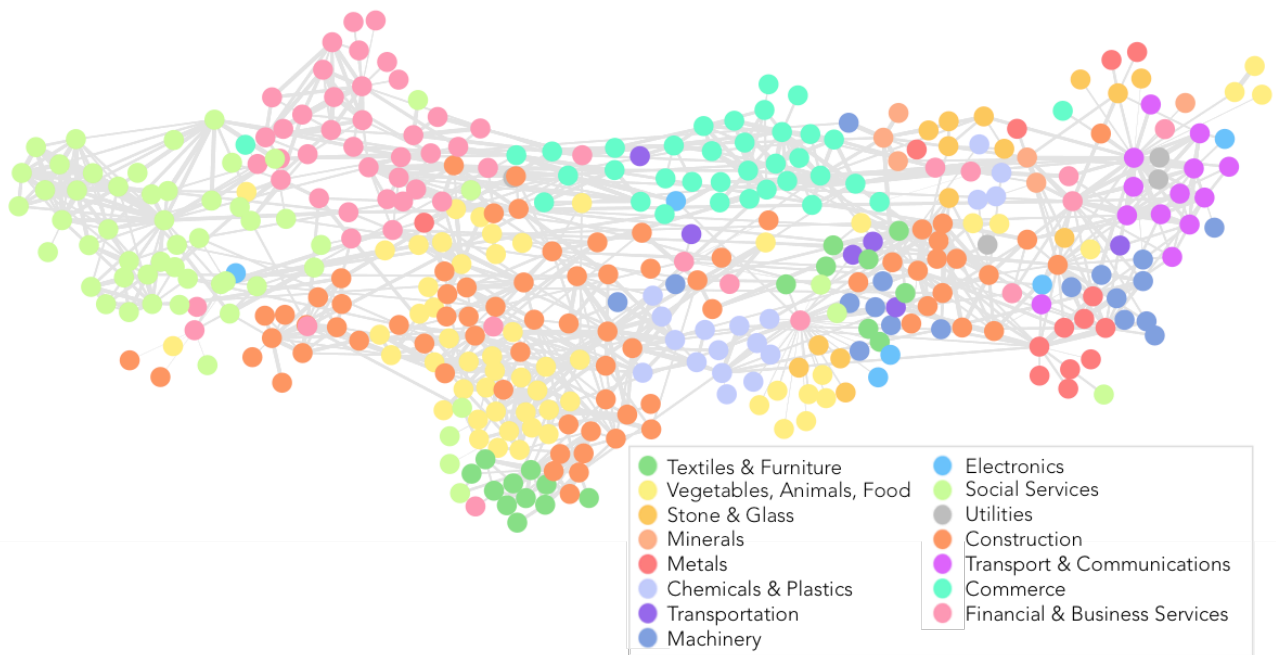 Textiles & Furniture
Vegetables, Animals, Food
Stone & Glass
Minerals
Metals
Chemicals & Plastics
Transportation
Machinery
Electronics
Social Services
Utilities
Construction
Transport & Communications
Commerce
Financial & Business Services